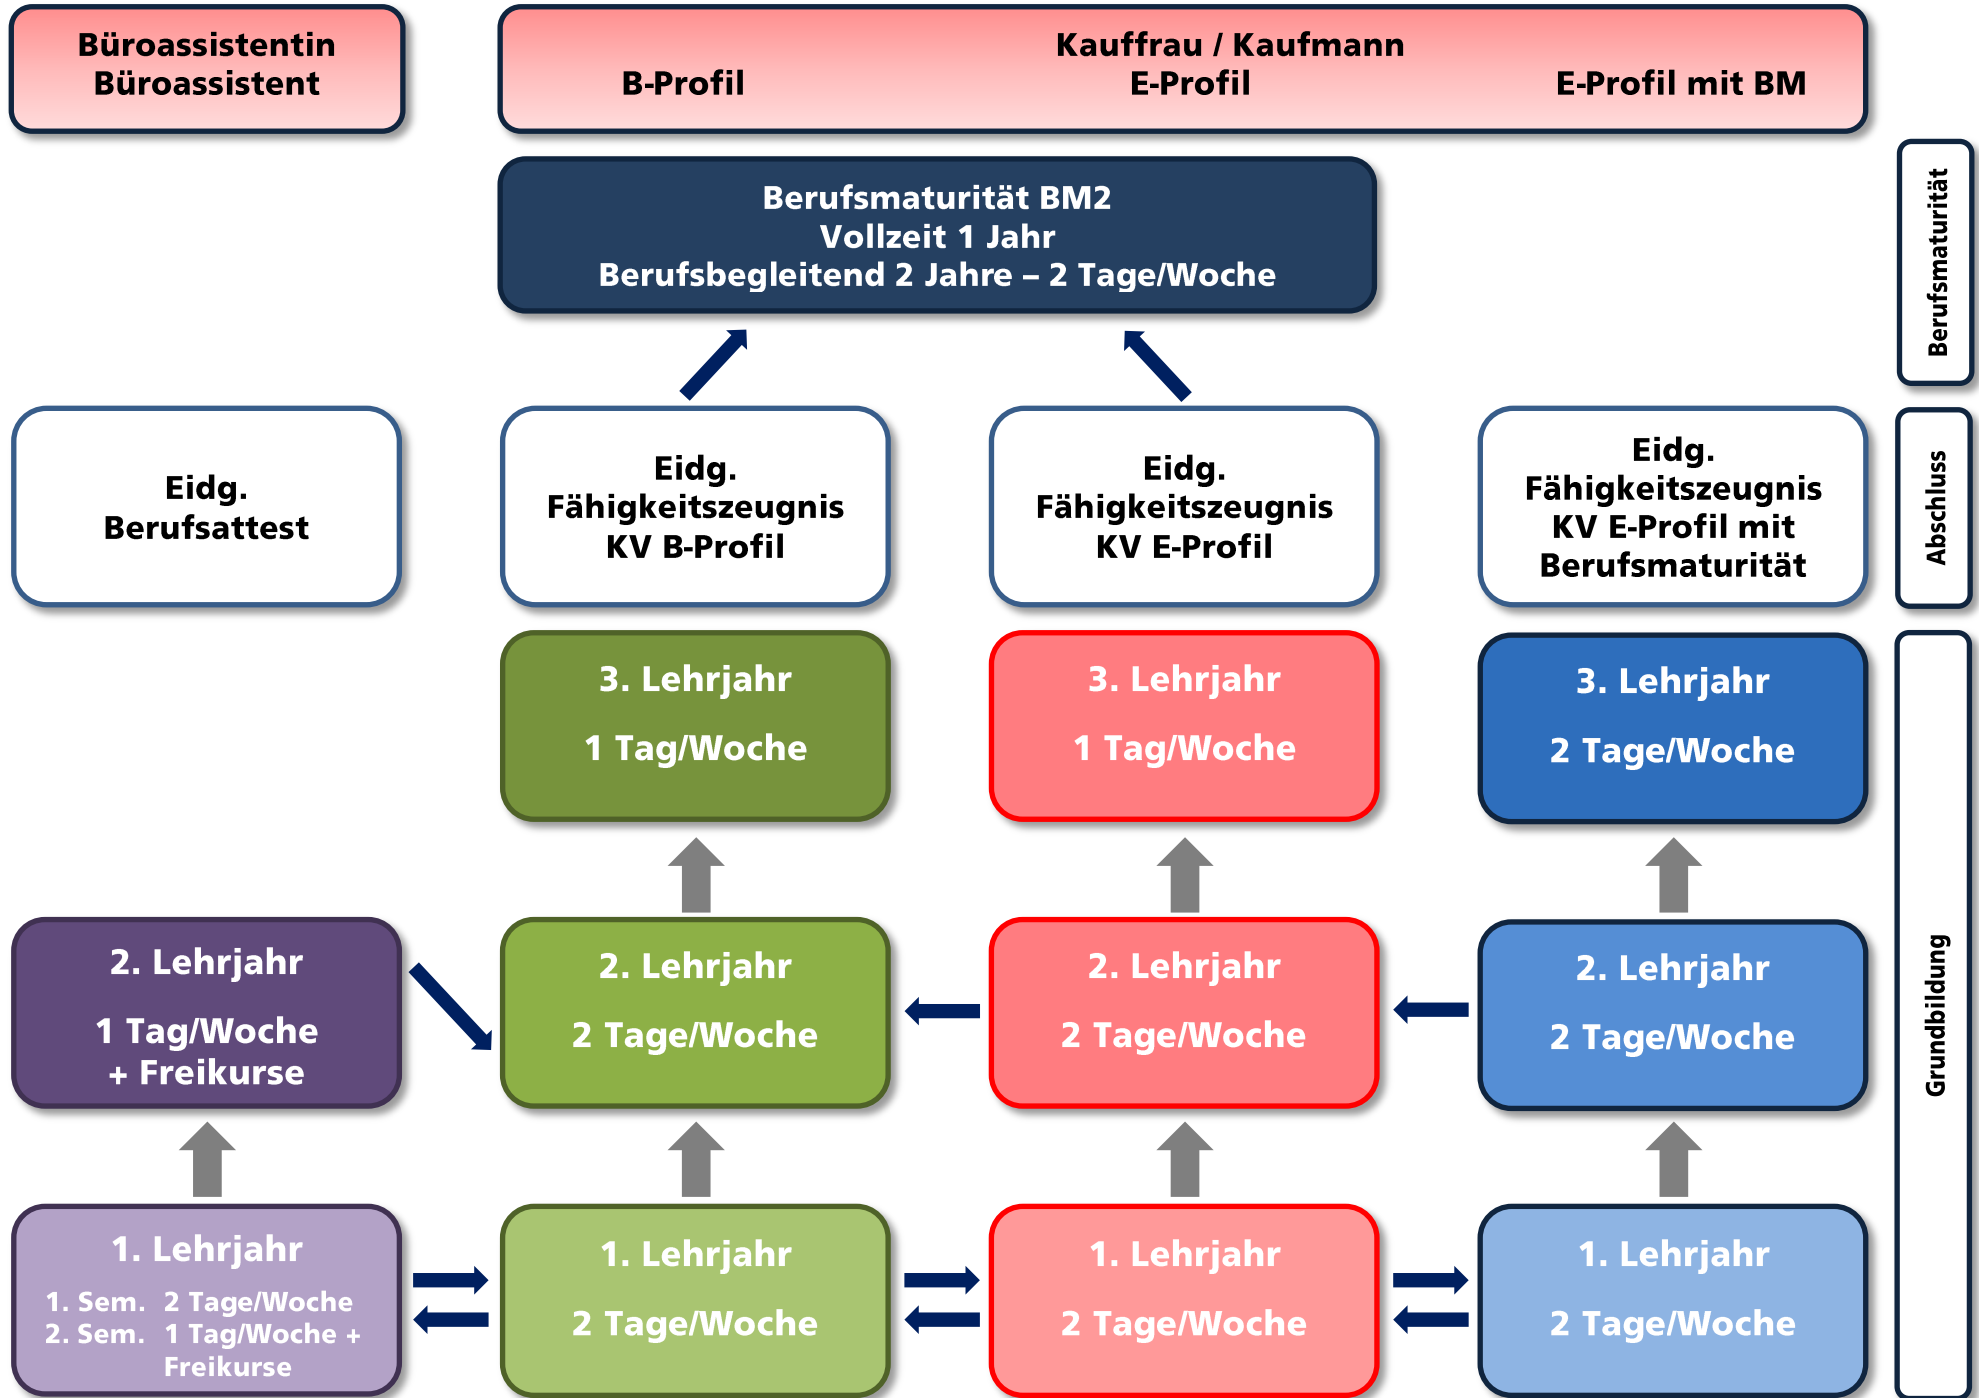 Büroassistentin
Büroassistent
Kauffrau / Kaufmann
B-Profil
E-Profil
E-Profil mit BM
Berufsmaturität BM2
Vollzeit 1 Jahr
Berufsbegleitend 2 Jahre – 2 Tage/Woche
Berufsmaturität
Eidg.
Berufsattest
Eidg.
Fähigkeitszeugnis
KV B-Profil
Eidg.
Fähigkeitszeugnis
KV E-Profil
Eidg.
Fähigkeitszeugnis
KV E-Profil mit
Berufsmaturität
Abschluss
3. Lehrjahr
1 Tag/Woche
3. Lehrjahr
1 Tag/Woche
3. Lehrjahr
2 Tage/Woche
2. Lehrjahr
1 Tag/Woche
+ Freikurse
2. Lehrjahr
2 Tage/Woche
2. Lehrjahr
2 Tage/Woche
2. Lehrjahr
2 Tage/Woche
Grundbildung
1. Lehrjahr
1. Sem. 2 Tage/Woche
2. Sem. 1 Tag/Woche +
Freikurse
1. Lehrjahr
2 Tage/Woche
1. Lehrjahr
2 Tage/Woche
1. Lehrjahr
2 Tage/Woche